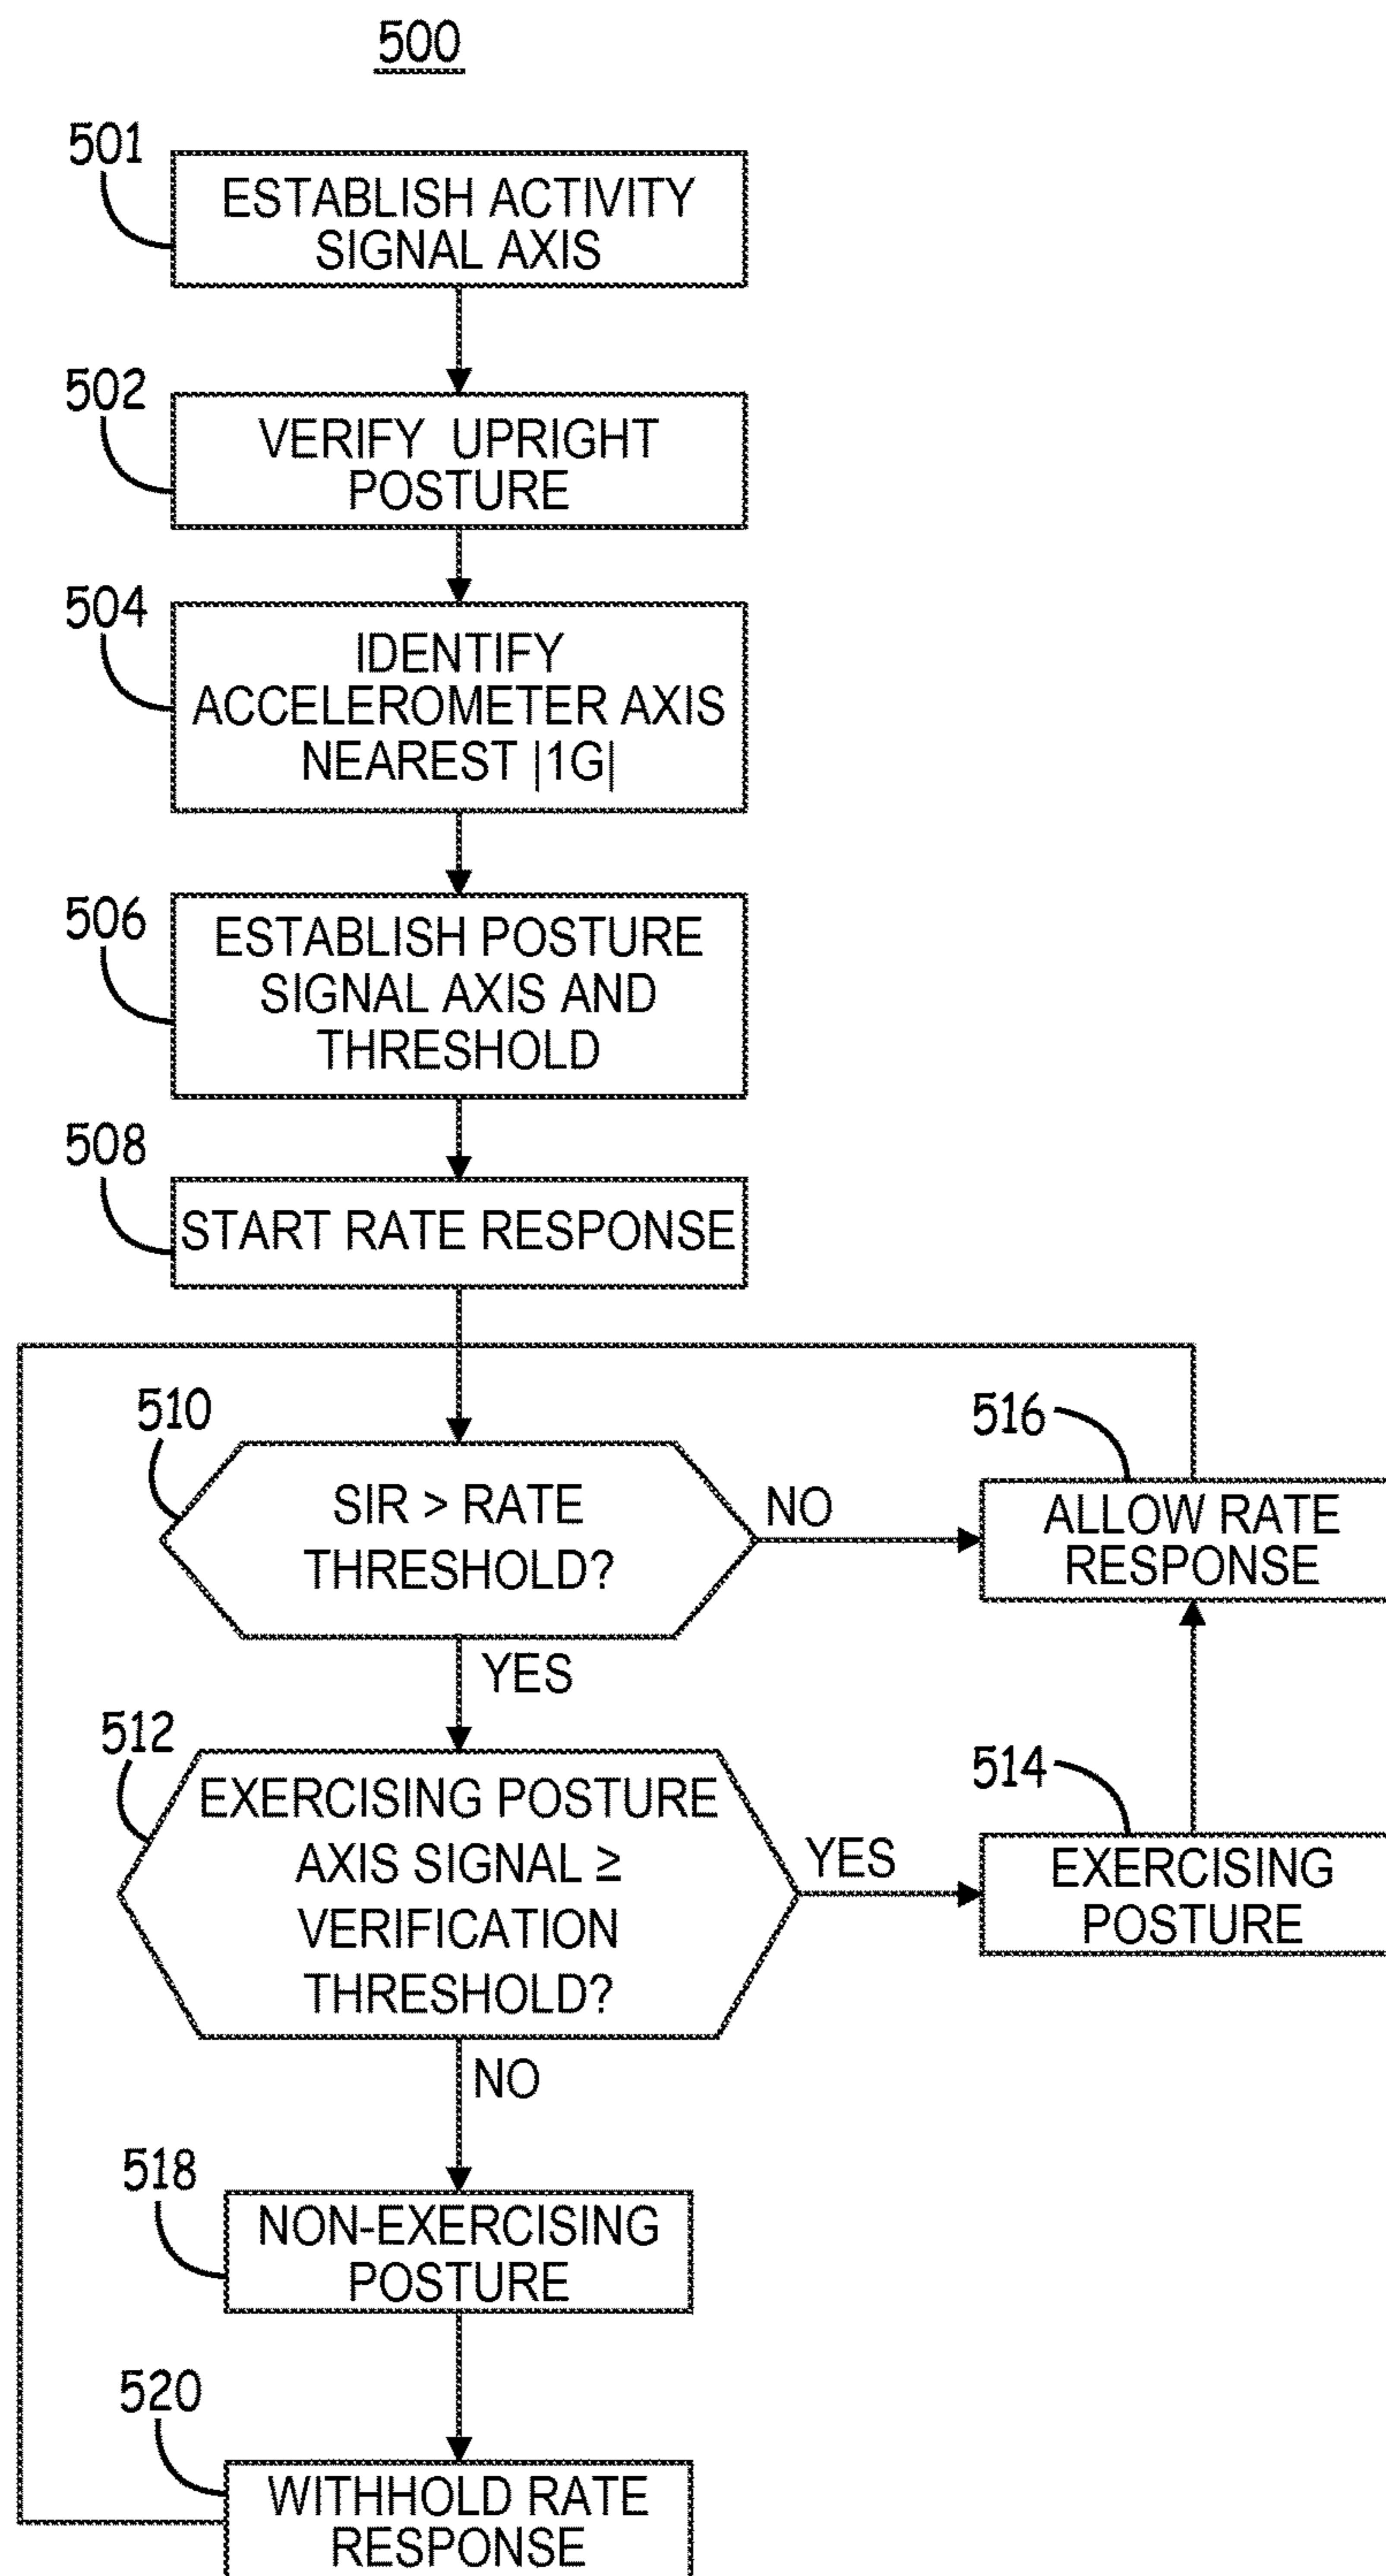 500
501
ESTABLISH ACTIVITY
SIGNAL AXIS
502
VERIFY UPRIGHT
POSTURE
504
IDENTIFY
ACCELEROMETER AXIS
NEAREST |1G|
506
ESTABLISH POSTURE
SIGNAL AXIS AND
THRESHOLD
508
START RATE RESPONSE
510
SIR > RATE
THRESHOLD?
NO
516
ALLOW RATE
RESPONSE
YES
512
EXERCISING POSTURE
AXIS SIGNAL ≥
VERIFICATION
THRESHOLD?
YES
514
EXERCISING
POSTURE
NO
518
NON-EXERCISING
POSTURE
520
WITHHOLD RATE
RESPONSE